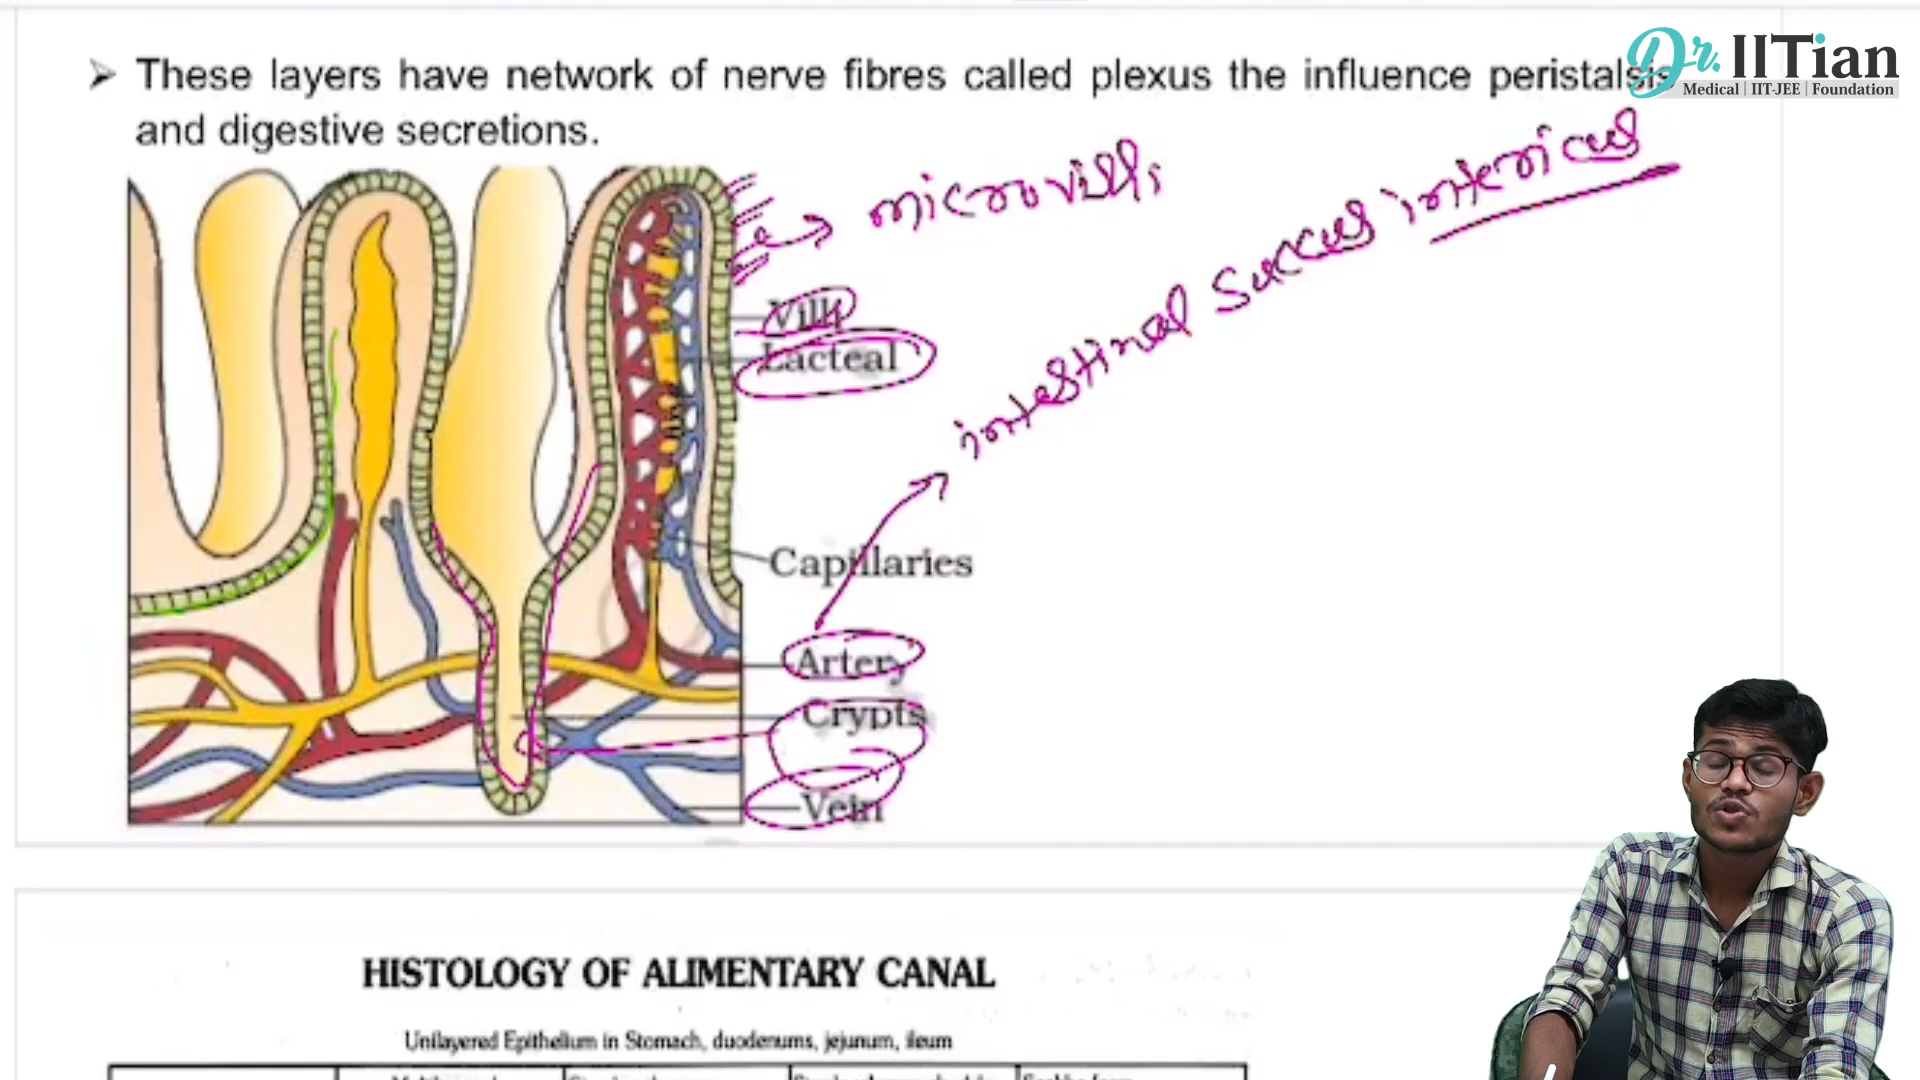 ➤ These layers have network of nerve fibres called plexus the influence peristalsis
and digestive secretions.
Dr. IITian
Medical | IIT-JEE | Foundation
microvilli
intestinal succus intericus
Villi
Lacteal
Capillaries
Artery
Crypts
Vein
HISTOLOGY OF ALIMENTARY CANAL
Unilayered Epithelium in Stomach, duodenums, jejunum, ileum